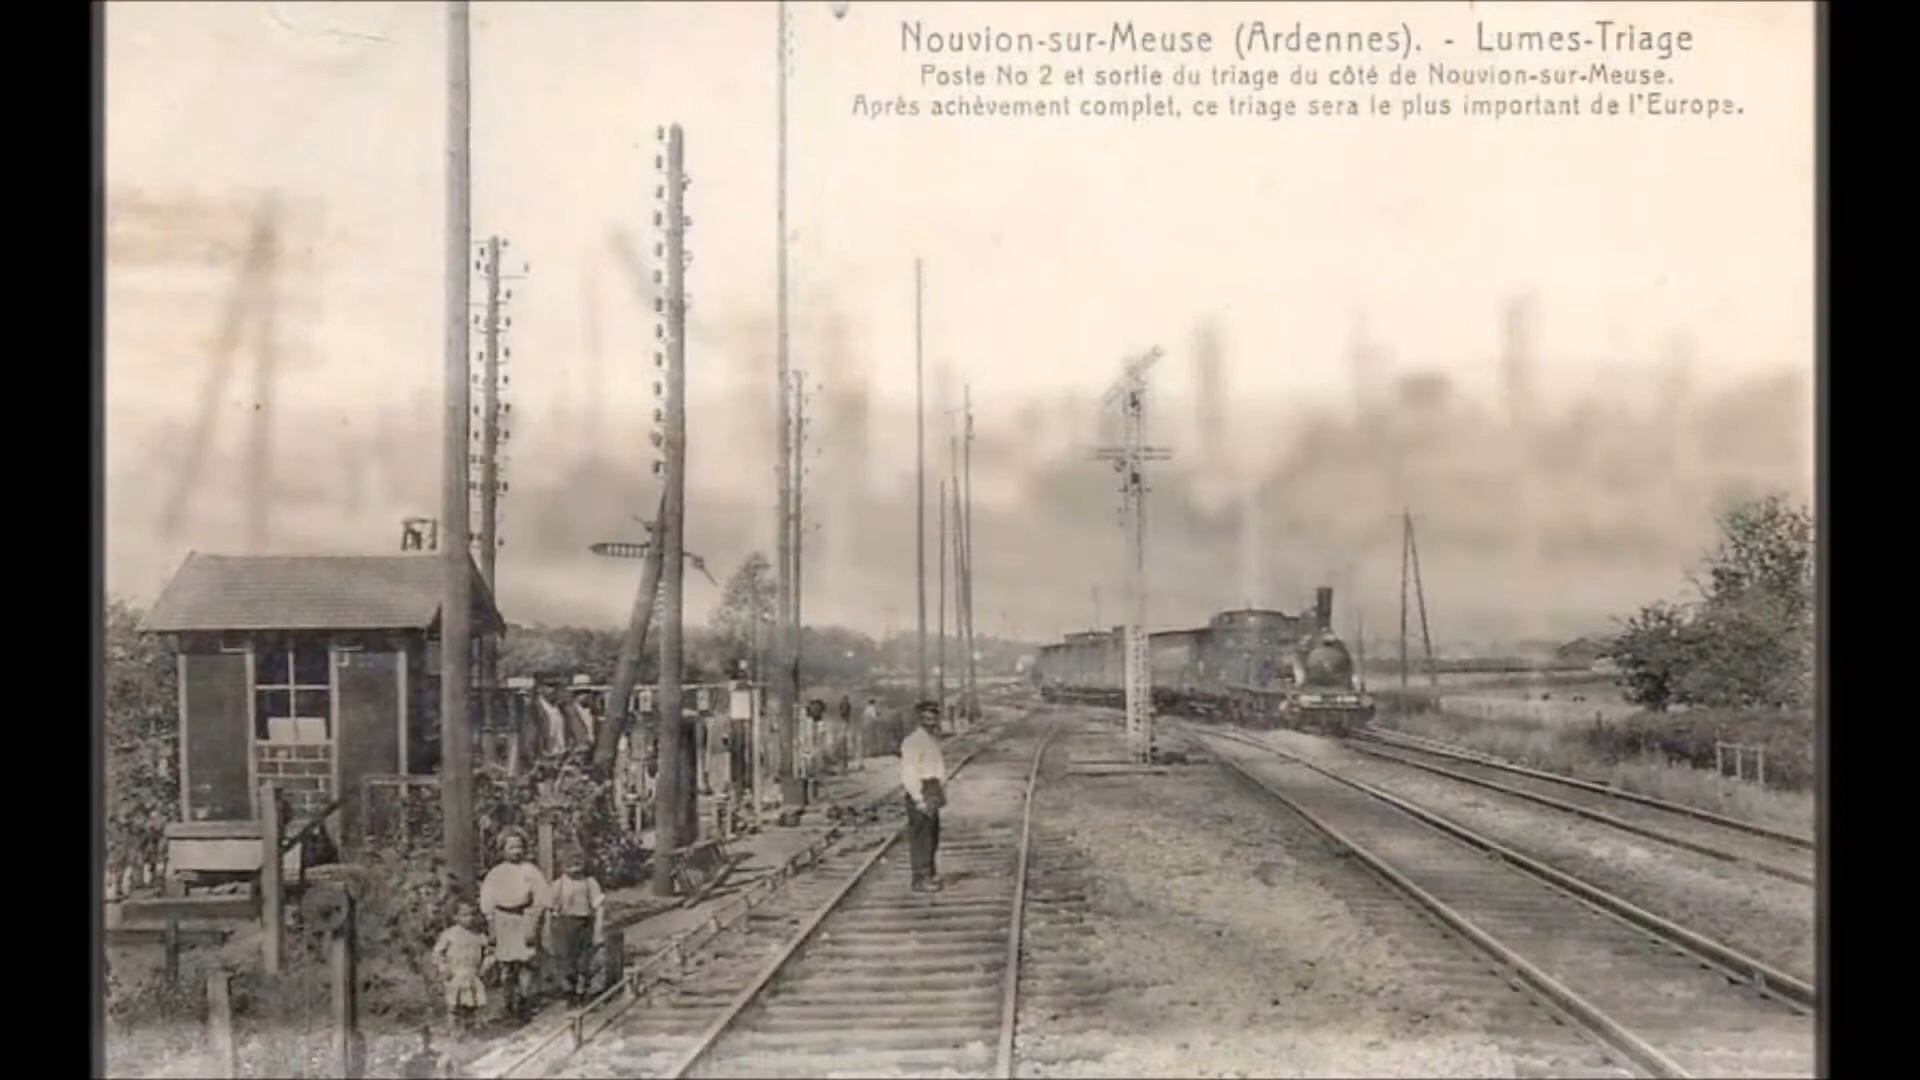 Nouvion-sur-Meuse (Ardennes). - Lumes-Triage
Poste No 2 et sortie du triage du côté de Nouvion-sur-Meuse.
Après achèvement complet, ce triage sera le plus important de l'Europe.